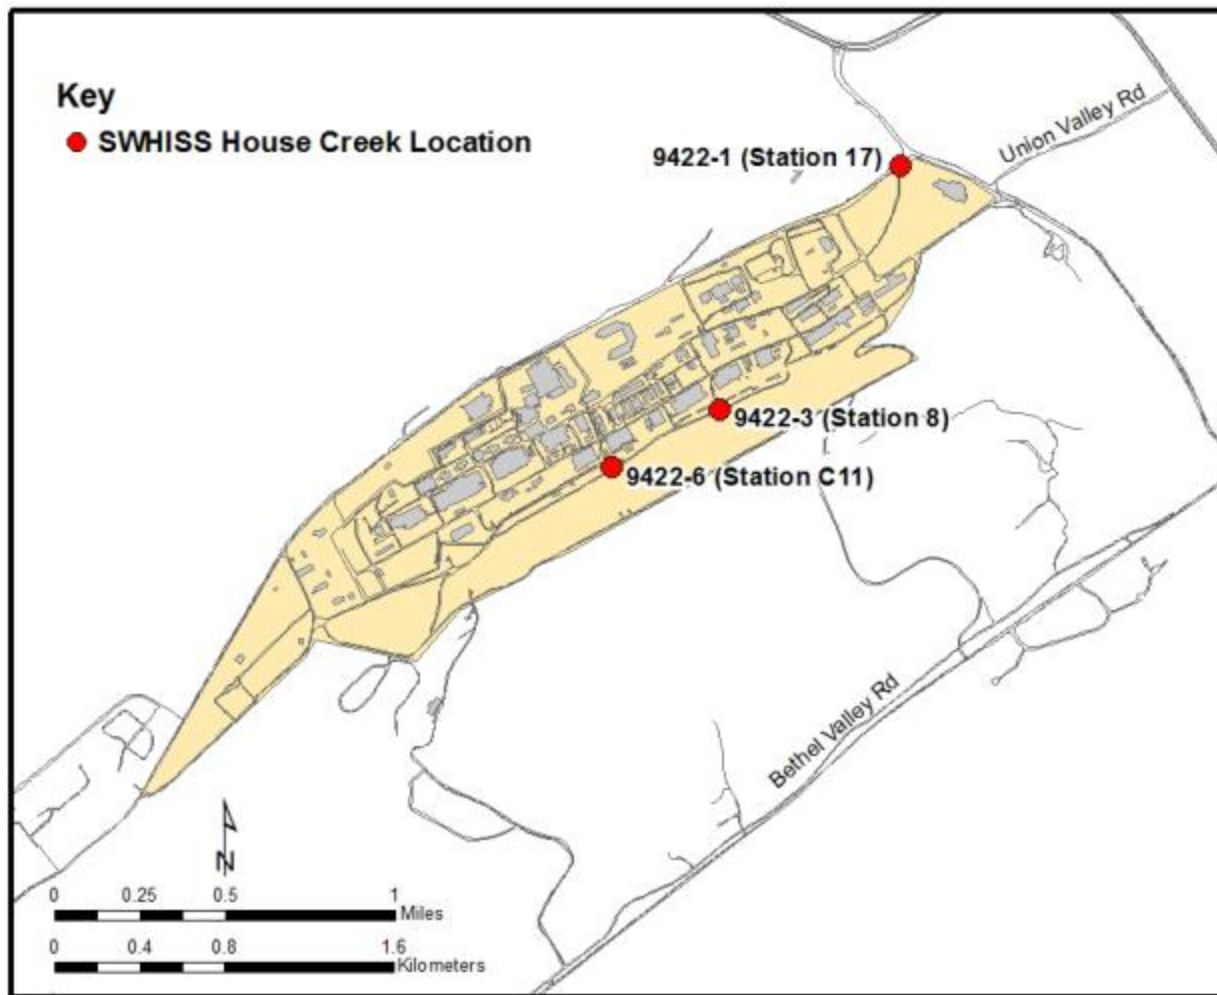 Key
SWHISS House Creek Location
Union Valley Rd
9422-1 (Station 17)
9422-3 (Station 8)
9422-6 (Station C11)
Bethel Valley Rd
N
0 0.25 0.5 1
Miles
0 0.4 0.8 1.6
Kilometers